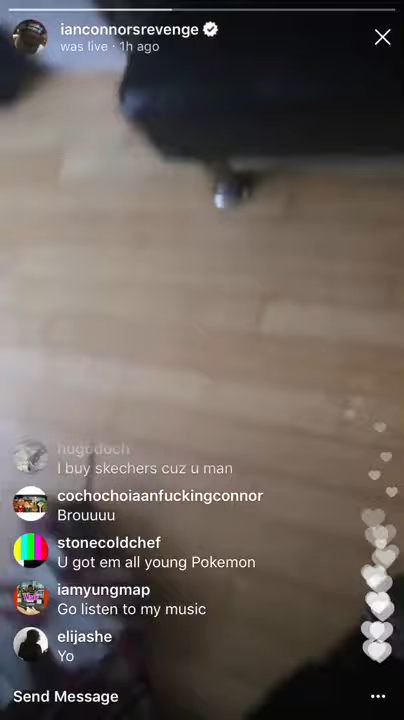 ianconnorsrevenge
was live · 1h ago
hugodoch
I buy skechers cuz u man
cochochoiaanfuckingconnor
Brouuuu
stonecoldchef
U got em all young Pokemon
iamyungmap
Go listen to my music
elijashe
Yo
Send Message